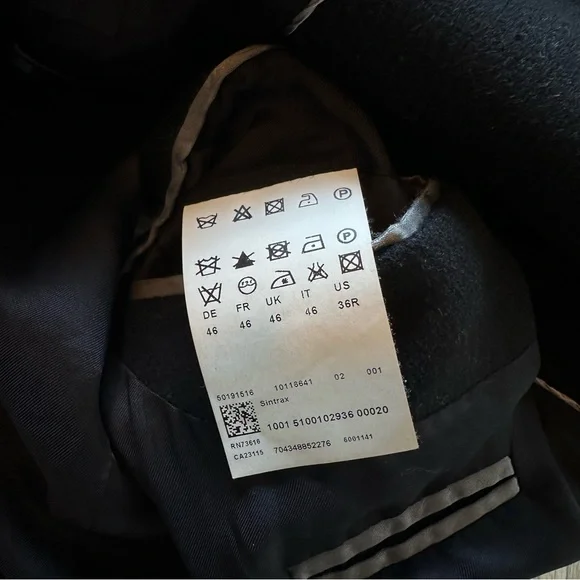 P
P
DE FR UK IT US
46 46 46 46 36R
50191516 10118641 02 001
Sintrax
1001 5100102936 00020
RN73616
CA23115 704348852276 6001141